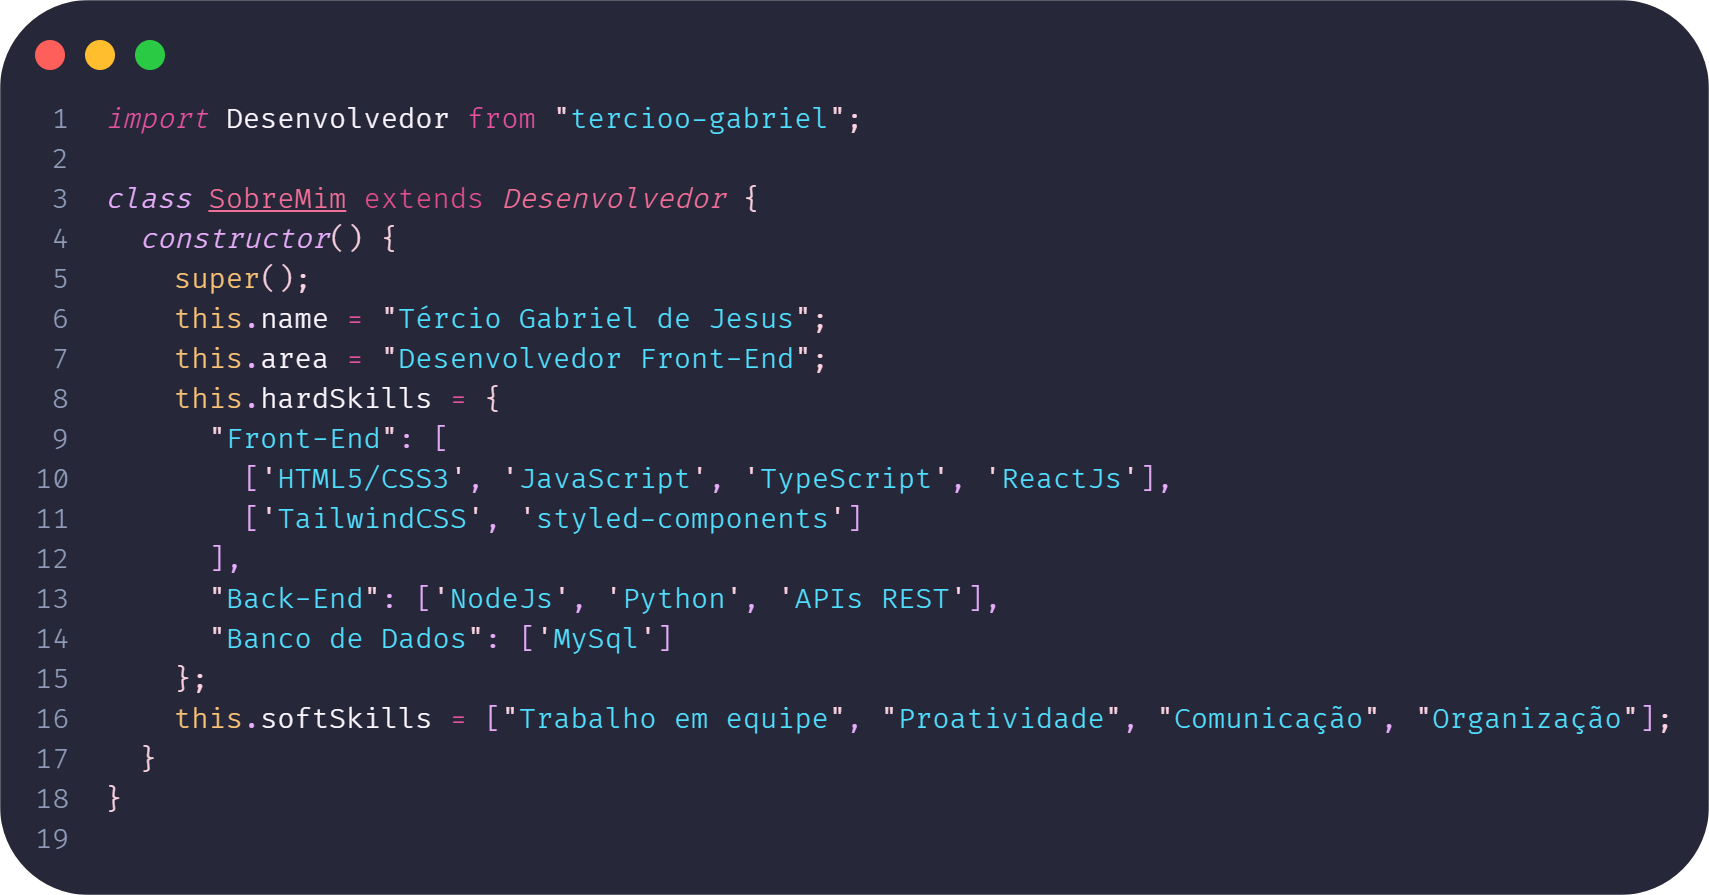 1 import Desenvolvedor from "tercioo-gabriel";
2
3 class SobreMim extends Desenvolvedor {
4   constructor() {
5     super();
6     this.name = "Tércio Gabriel de Jesus";
7     this.area = "Desenvolvedor Front-End";
8     this.hardSkills = {
9       "Front-End": [
10         ['HTML5/CSS3', 'JavaScript', 'TypeScript', 'ReactJs'],
11         ['TailwindCSS', 'styled-components']
12       ],
13       "Back-End": ['NodeJs', 'Python', 'APIs REST'],
14       "Banco de Dados": ['MySql']
15     };
16     this.softSkills = ["Trabalho em equipe", "Proatividade", "Comunicação", "Organização"];
17   }
18 }
19